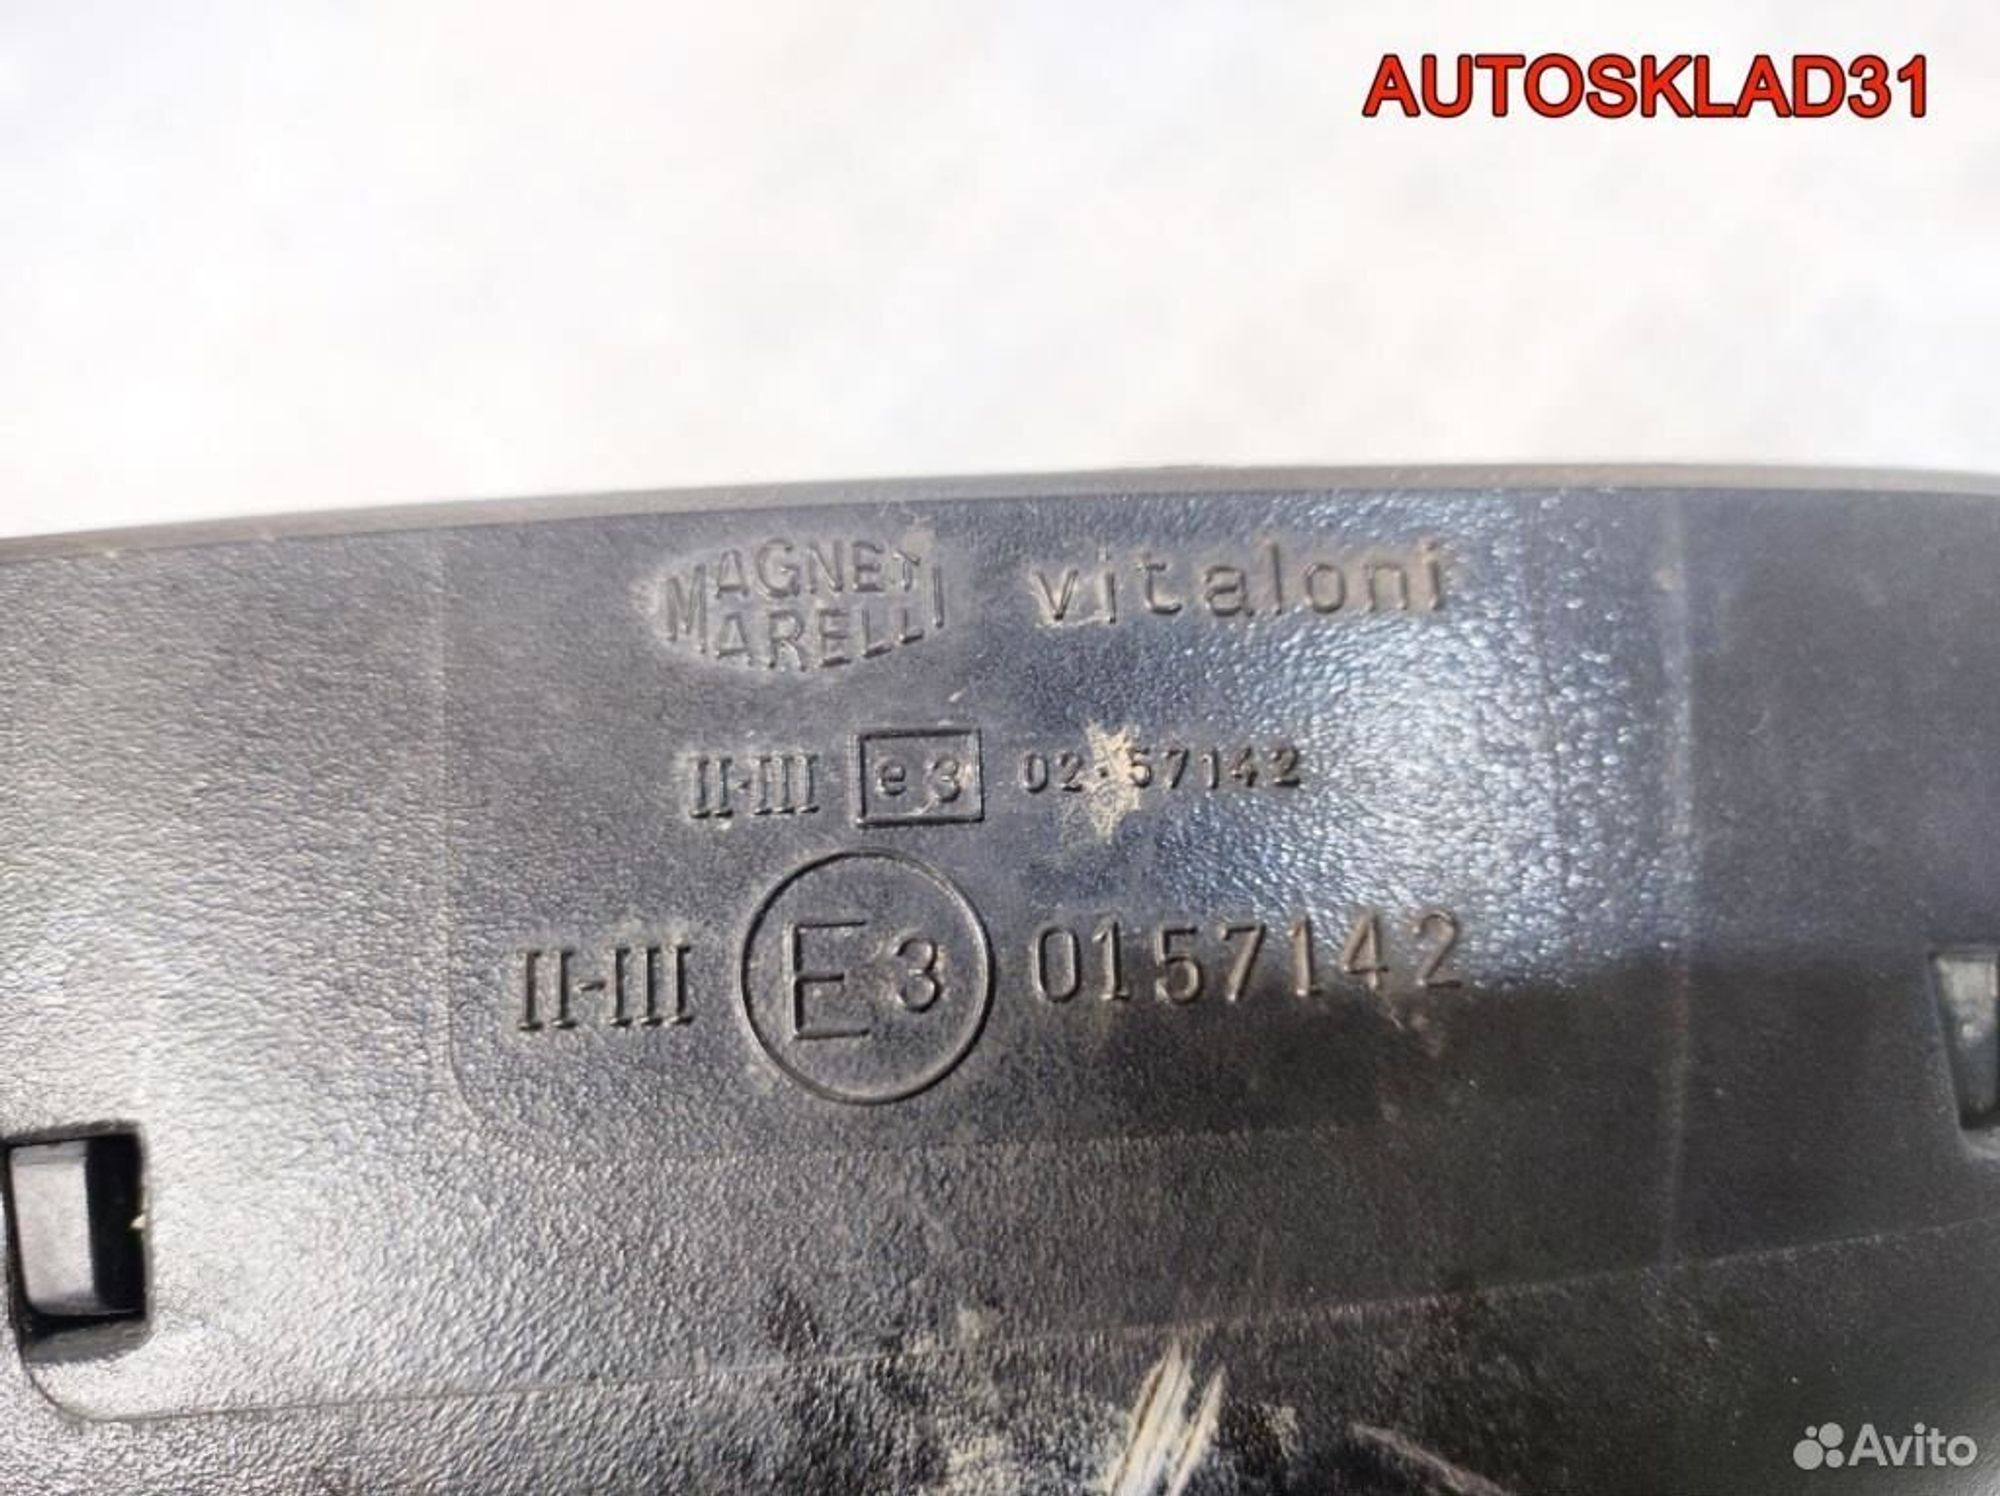 AUTOSKLAD31
MAGNETI
MARELLI
vitaloni
II-III e3 02*57142
II-III E3 0157142
Avito